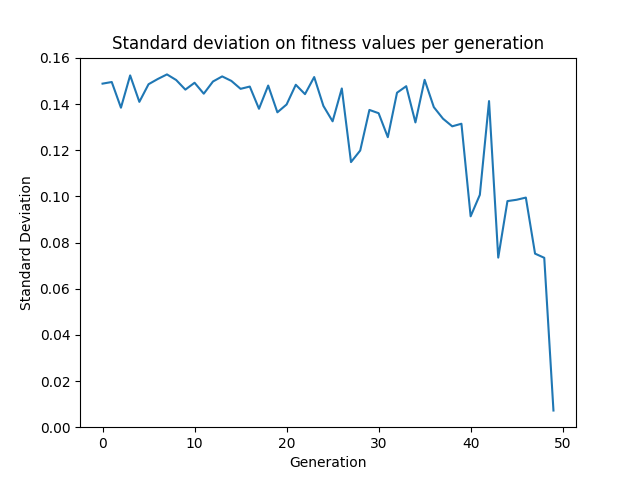 Standard deviation on fitness values per generation
0.16
0.14
0.12
0.10
0.08
0.06
0.04
0.02
0.00
Standard Deviation
0 10 20 30 40 50
Generation